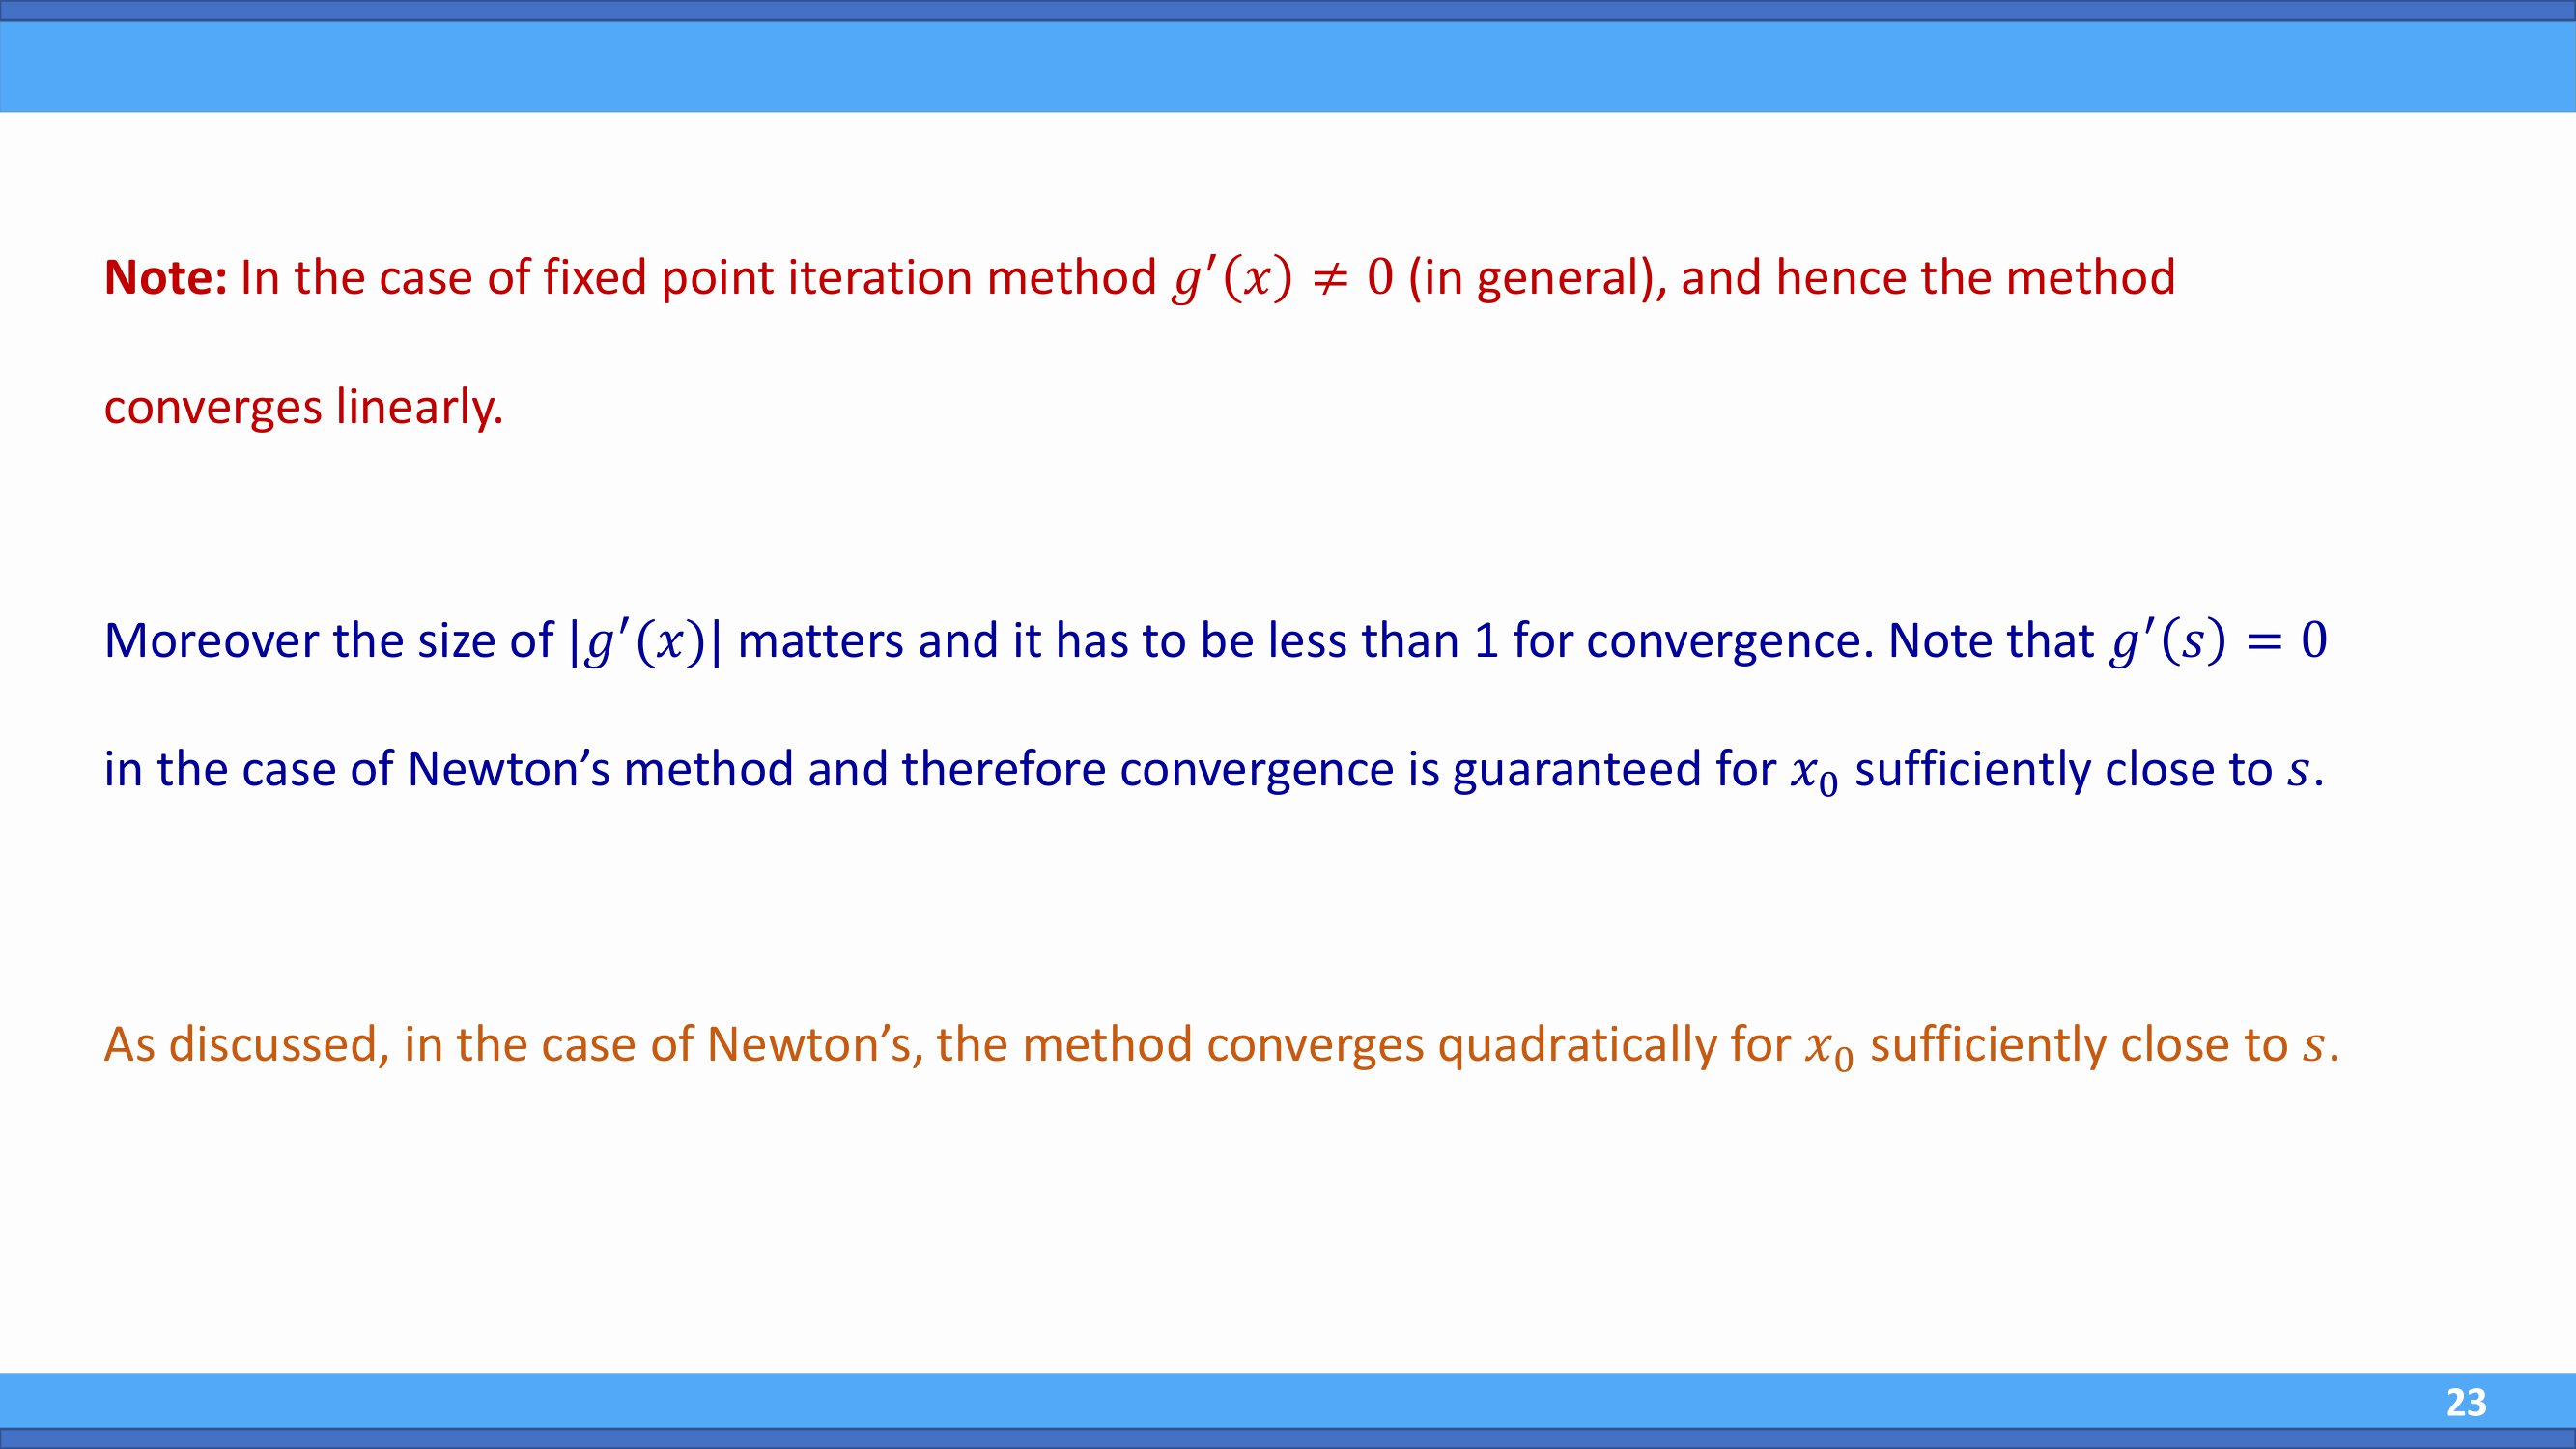 Note: In the case of fixed point iteration method 𝑔′(𝑥) ≠ 0 (in general), and hence the method
converges linearly.
Moreover the size of |𝑔′(𝑥)| matters and it has to be less than 1 for convergence. Note that 𝑔′(𝑠) = 0
in the case of Newton’s method and therefore convergence is guaranteed for 𝑥₀ sufficiently close to 𝑠.
As discussed, in the case of Newton’s, the method converges quadratically for 𝑥₀ sufficiently close to 𝑠.
23